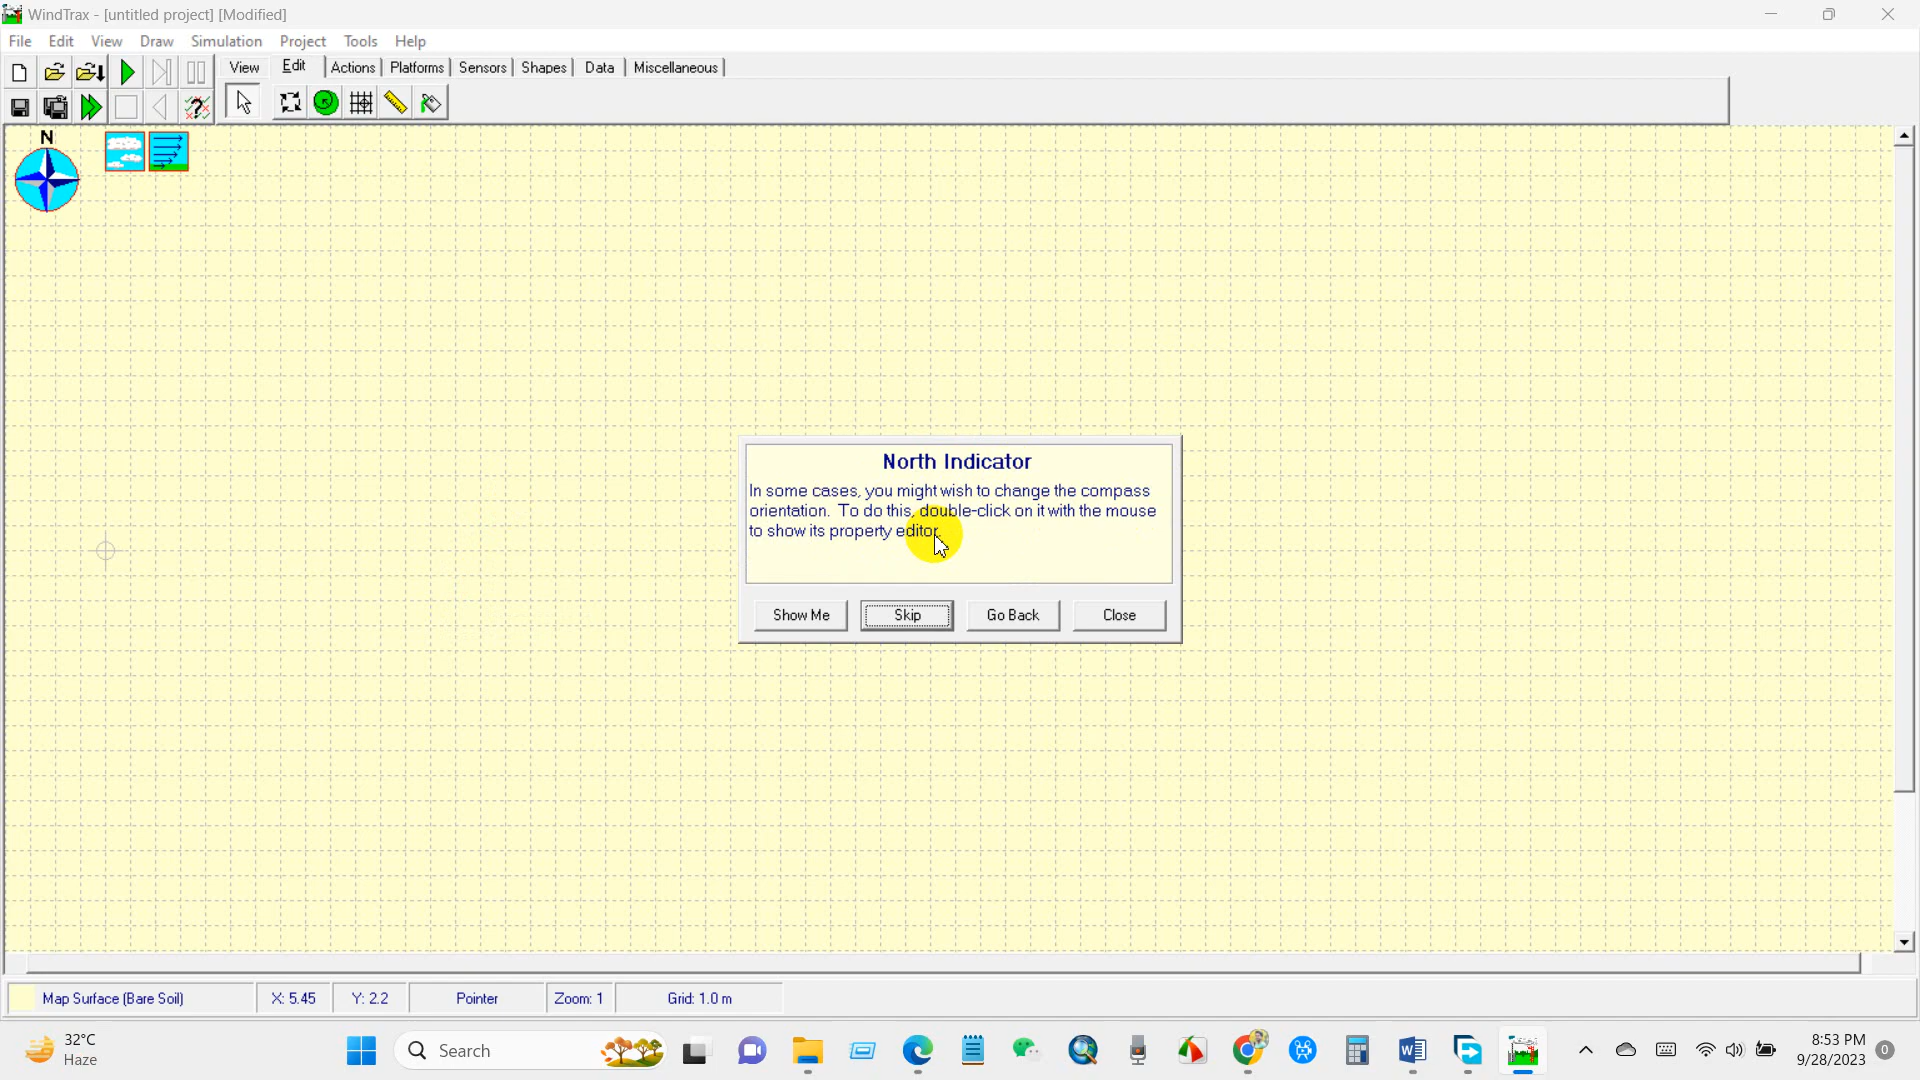 WindTrax - [untitled project] [Modified]
File Edit View Draw Simulation Project Tools Help
View Edit Actions Platforms Sensors Shapes Data Miscellaneous
N
North Indicator
In some cases, you might wish to change the compass
orientation. To do this, double-click on it with the mouse
to show its property editor.
Show Me Skip Go Back Close
Map Surface (Bare Soil) X: 5.45 Y: 2.2 Pointer Zoom: 1 Grid: 1.0 m
32°C
Haze
Search
8:53 PM
9/28/2023
0